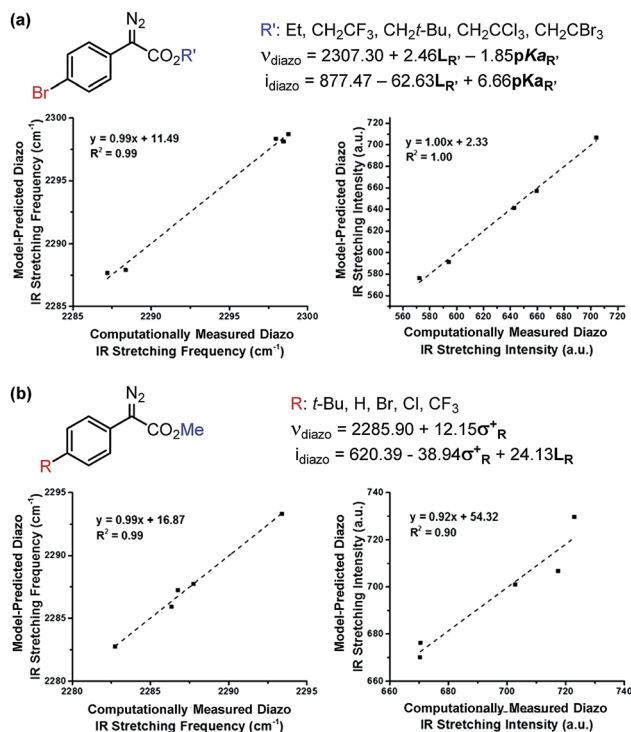 (a)
N₂
CO₂R'
Br
R': Et, CH₂CF₃, CH₂t-Bu, CH₂CCl₃, CH₂CBr₃
νdiazo = 2307.30 + 2.46LR' – 1.85pKaR'
idiazo = 877.47 – 62.63LR' + 6.66pKaR'
Model-Predicted Diazo
IR Stretching Frequency (cm⁻¹)
2300
2295
2290
2285
y = 0.99x + 11.49
R² = 0.99
2285 2290 2295 2300
Computationally Measured Diazo
IR Stretching Frequency (cm⁻¹)
Model-Predicted Diazo
IR Stretching Intensity (a.u.)
720
700
680
660
640
620
600
580
560
y = 1.00x + 2.33
R² = 1.00
560 580 600 620 640 660 680 700 720
Computationally Measured Diazo
IR Stretching Intensity (a.u.)
(b)
N₂
CO₂Me
R
R: t-Bu, H, Br, Cl, CF₃
νdiazo = 2285.90 + 12.15σ⁺R
idiazo = 620.39 - 38.94σ⁺R + 24.13LR
Model-Predicted Diazo
IR Stretching Frequency (cm⁻¹)
2295
2290
2285
2280
y = 0.99x + 16.87
R² = 0.99
2280 2285 2290 2295
Computationally Measured Diazo
IR Stretching Frequency (cm⁻¹)
Model-Predicted Diazo
IR Stretching Intensity (a.u.)
740
720
700
680
660
y = 0.92x + 54.32
R² = 0.90
660 680 700 720 740
Computationally Measured Diazo
IR Stretching Intensity (a.u.)